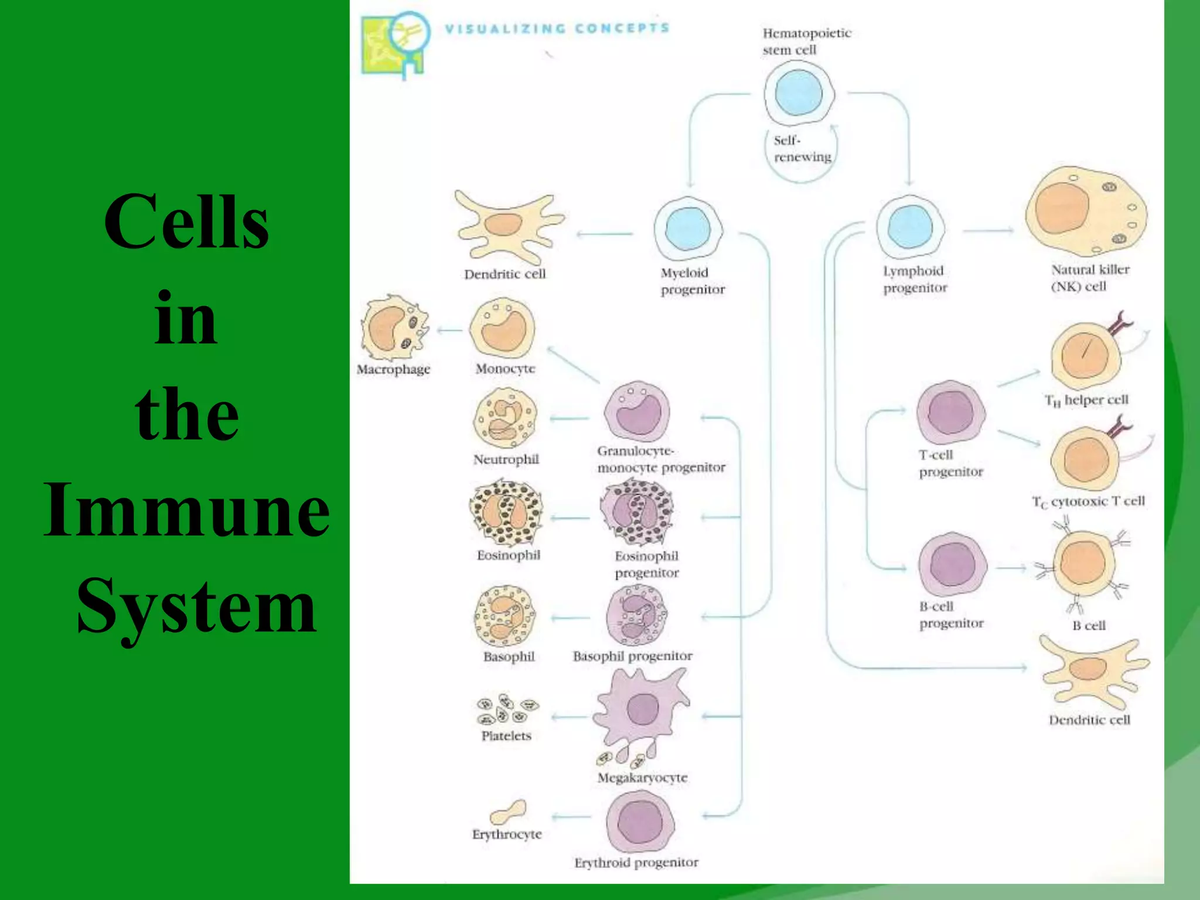 Cells
in
the
Immune
System
VISUALIZING CONCEPTS
Hematopoietic
stem cell
Self-
renewing
Dendritic cell
Myeloid
progenitor
Lymphoid
progenitor
Natural killer
(NK) cell
Macrophage
Monocyte
TH helper cell
Neutrophil
Granulocyte-
monocyte progenitor
T-cell
progenitor
TC cytotoxic T cell
Eosinophil
Eosinophil
progenitor
B-cell
progenitor
B cell
Basophil
Basophil progenitor
Dendritic cell
Platelets
Megakaryocyte
Erythrocyte
Erythroid progenitor